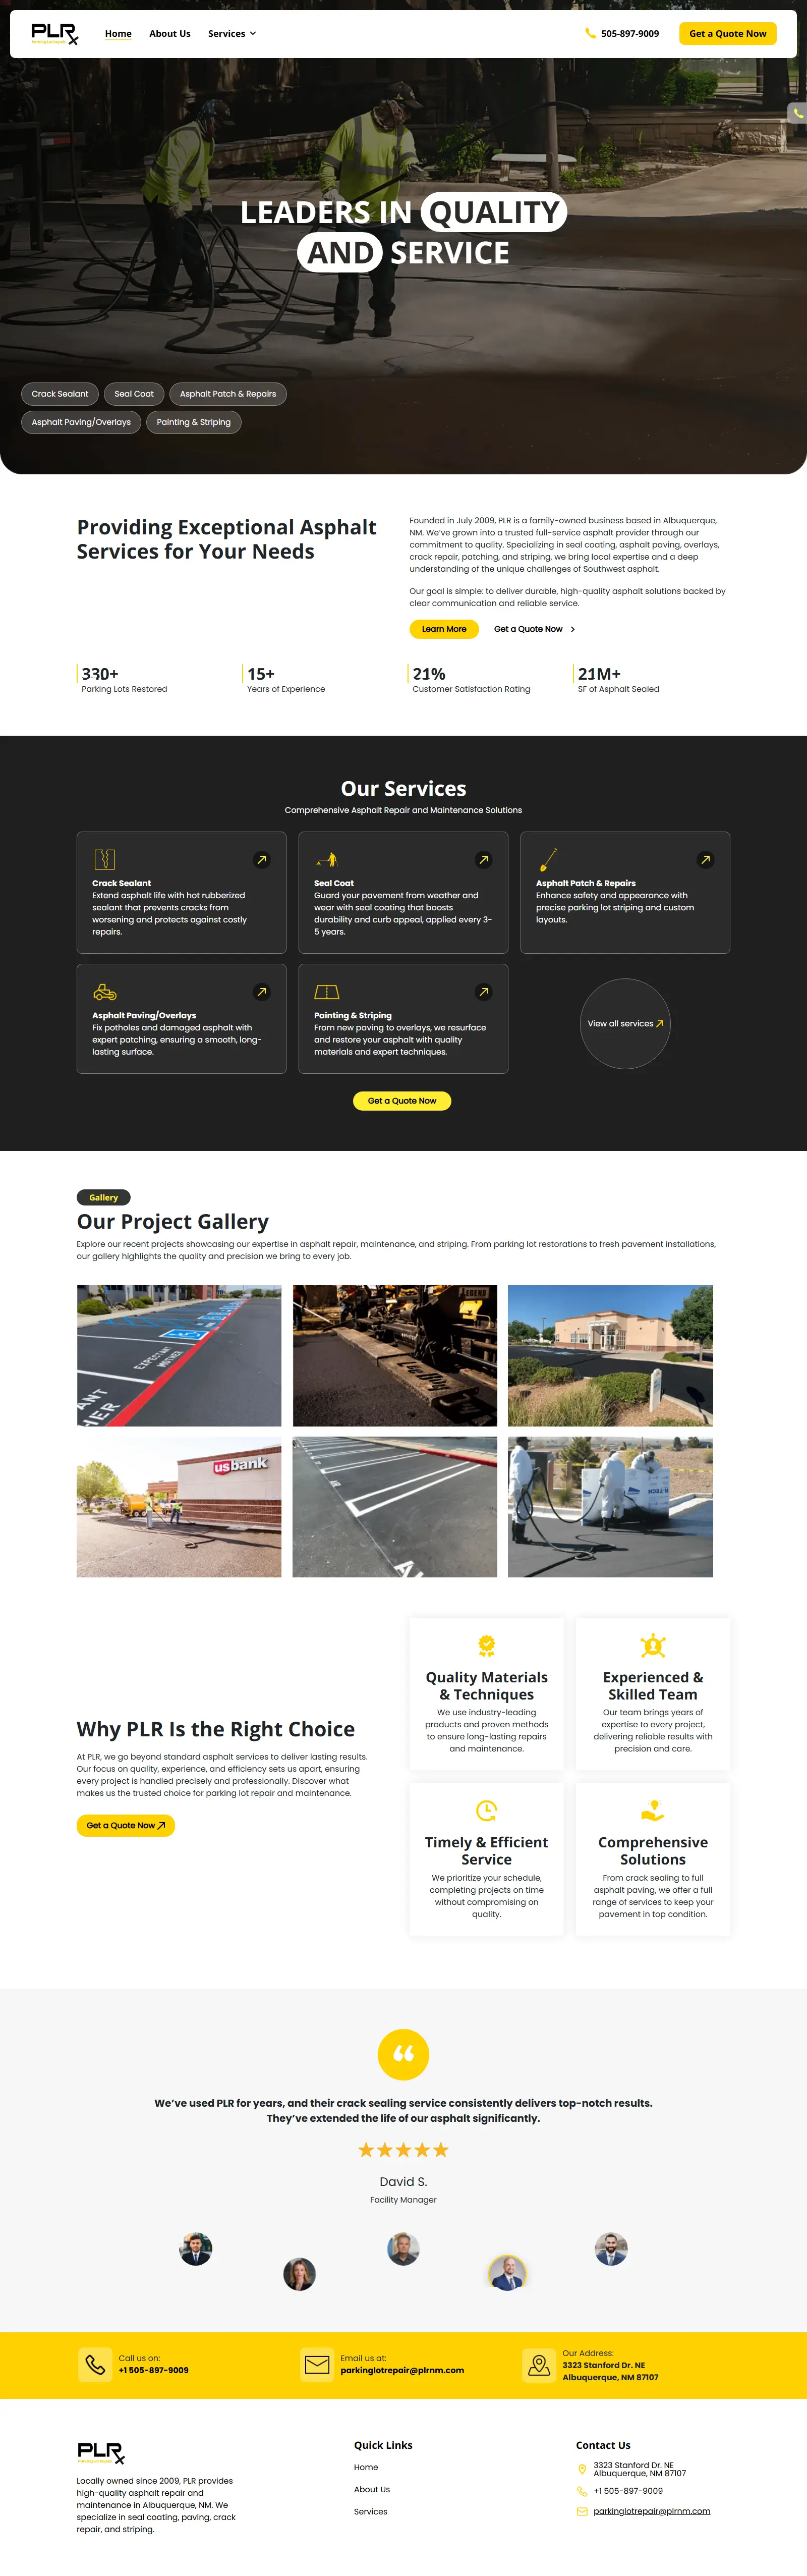 PLRx
Home
About Us
Services
505-897-9009
Get a Quote Now
LEADERS IN QUALITY
AND SERVICE
Crack Sealant
Seal Coat
Asphalt Patch & Repairs
Asphalt Paving/Overlays
Painting & Striping
Providing Exceptional Asphalt
Services for Your Needs
Founded in July 2009, PLR is a family-owned business based in Albuquerque,
NM. We've grown into a trusted full-service asphalt provider through our
commitment to quality. Specializing in seal coating, asphalt paving, overlays,
crack repair, patching, and striping, we bring local expertise and a deep
understanding of the unique challenges of Southwest asphalt.
Our goal is simple: to deliver durable, high-quality asphalt solutions backed by
clear communication and reliable service.
Learn More
Get a Quote Now
Parking Lots Restored
15+
Years of Experience
Customer Satisfaction Rating
SF of Asphalt Sealed
Our Services
Comprehensive Asphalt Repair and Maintenance Solutions
Crack Sealant
Extend asphalt life with hot rubberized
sealant that prevents cracks from
worsening and protects against costly
repairs.
Seal Coat
Guard your pavement from weather and
wear with seal coating that boosts
durability and curb appeal, applied every 3-
5 years.
Asphalt Patch & Repairs
Enhance safety and appearance with
precise parking lot striping and custom
layouts.
Asphalt Paving/Overlays
Fix potholes and damaged asphalt with
expert patching, ensuring a smooth, long-
lasting surface.
Painting & Striping
From new paving to overlays, we resurface
and restore your asphalt with quality
materials and expert techniques.
View all services
Get a Quote Now
Gallery
Our Project Gallery
Explore our recent projects showcasing our expertise in asphalt repair, maintenance, and striping. From parking lot restorations to fresh pavement installations,
our gallery highlights the quality and precision we bring to every job.
EXPECTANT
MOTHER
ANT
HER
LEGEND
usbank
Why PLR Is the Right Choice
At PLR, we go beyond standard asphalt services to deliver lasting results.
Our focus on quality, experience, and efficiency sets us apart, ensuring
every project is handled precisely and professionally. Discover what
makes us the trusted choice for parking lot repair and maintenance.
Get a Quote Now
Quality Materials
& Techniques
We use industry-leading
products and proven methods
to ensure long-lasting repairs
and maintenance.
Experienced &
Skilled Team
Our team brings years of
expertise to every project,
delivering reliable results with
precision and care.
Timely & Efficient
Service
We prioritize your schedule,
completing projects on time
without compromising on
quality.
Comprehensive
Solutions
From crack sealing to full
asphalt paving, we offer a full
range of services to keep your
pavement in top condition.
We've used PLR for years, and their crack sealing service consistently delivers top-notch results.
They've extended the life of our asphalt significantly.
David S.
Facility Manager
Call us on:
+1 505-897-9009
Email us at:
parkinglotrepair@plrnm.com
Our Address:
3323 Stanford Dr. NE
Albuquerque, NM 87107
PLRx
Locally owned since 2009, PLR provides
high-quality asphalt repair and
maintenance in Albuquerque, NM. We
specialize in seal coating, paving, crack
repair, and striping.
Quick Links
Home
About Us
Services
Contact Us
3323 Stanford Dr. NE
Albuquerque, NM 87107
+1 505-897-9009
parkinglotrepair@plrnm.com